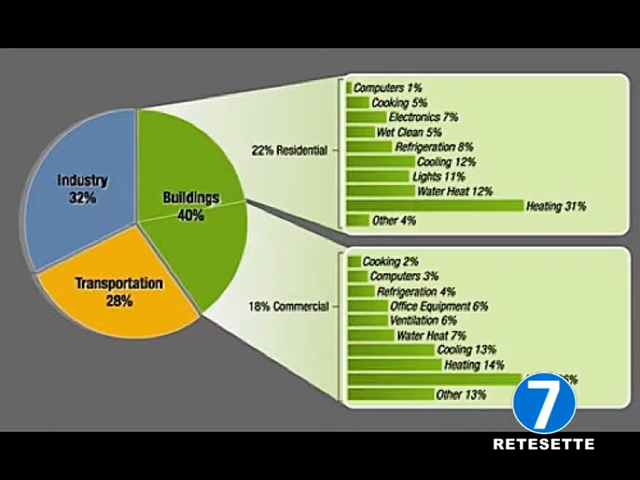 Industry
32%
Buildings
40%
Transportation
28%
22% Residential
Computers 1%
Cooking 5%
Electronics 7%
Wet Clean 5%
Refrigeration 8%
Cooling 12%
Lights 11%
Water Heat 12%
Heating 31%
Other 4%
18% Commercial
Cooking 2%
Computers 3%
Refrigeration 4%
Office Equipment 6%
Ventilation 6%
Water Heat 7%
Cooling 13%
Heating 14%
Other 13%
7
RETESETTE